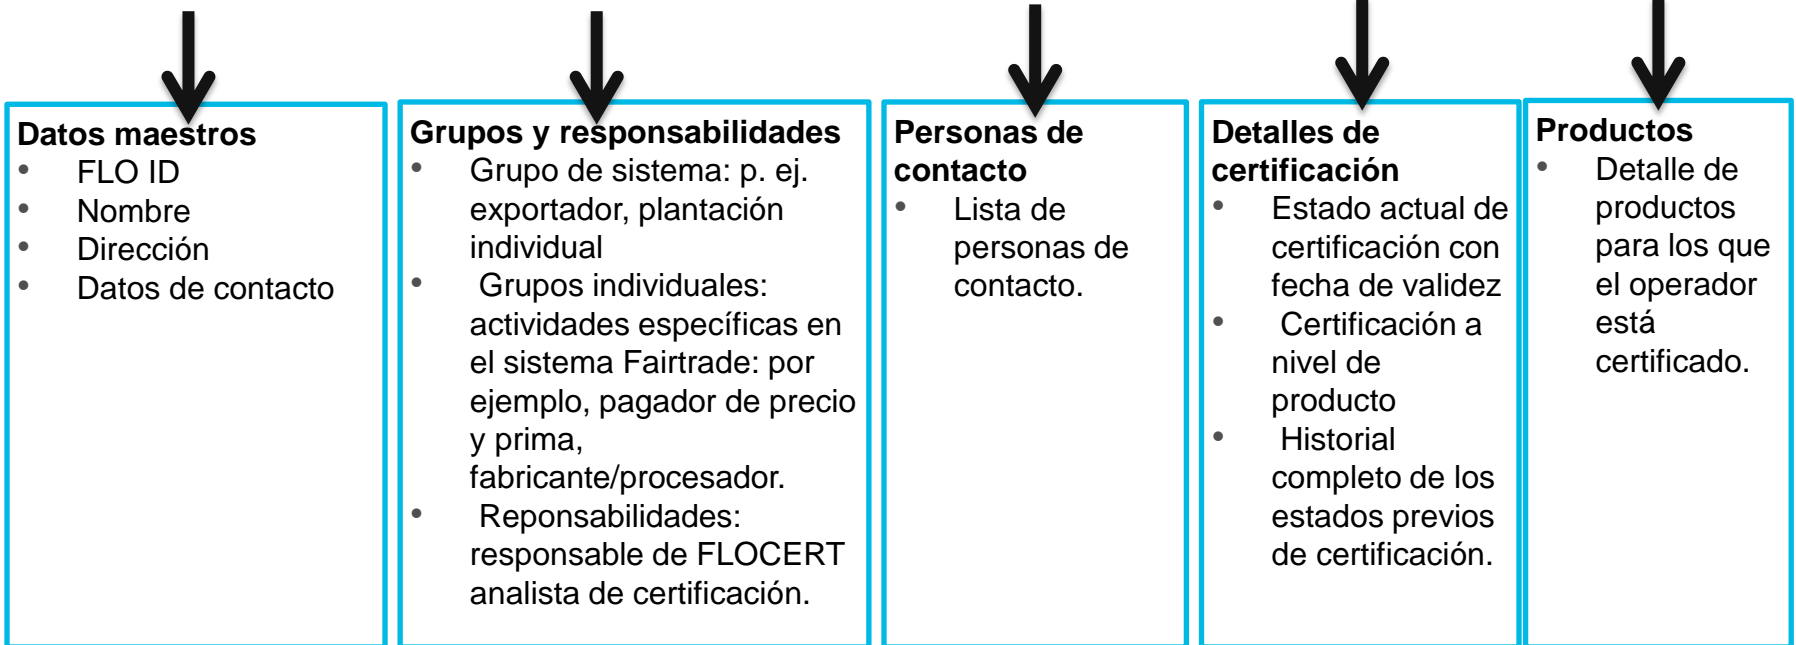 Datos maestros
• FLO ID
• Nombre
• Dirección
• Datos de contacto
Grupos y responsabilidades
• Grupo de sistema: p. ej.
exportador, plantación
individual
• Grupos individuales:
actividades específicas en
el sistema Fairtrade: por
ejemplo, pagador de precio
y prima,
fabricante/procesador.
• Reponsabilidades:
responsable de FLOCERT
analista de certificación.
Personas de
contacto
• Lista de
personas de
contacto.
Detalles de
certificación
• Estado actual de
certificación con
fecha de validez
• Certificación a
nivel de
producto
• Historial
completo de los
estados previos
de certificación.
Productos
• Detalle de
productos
para los que
el operador
está
certificado.